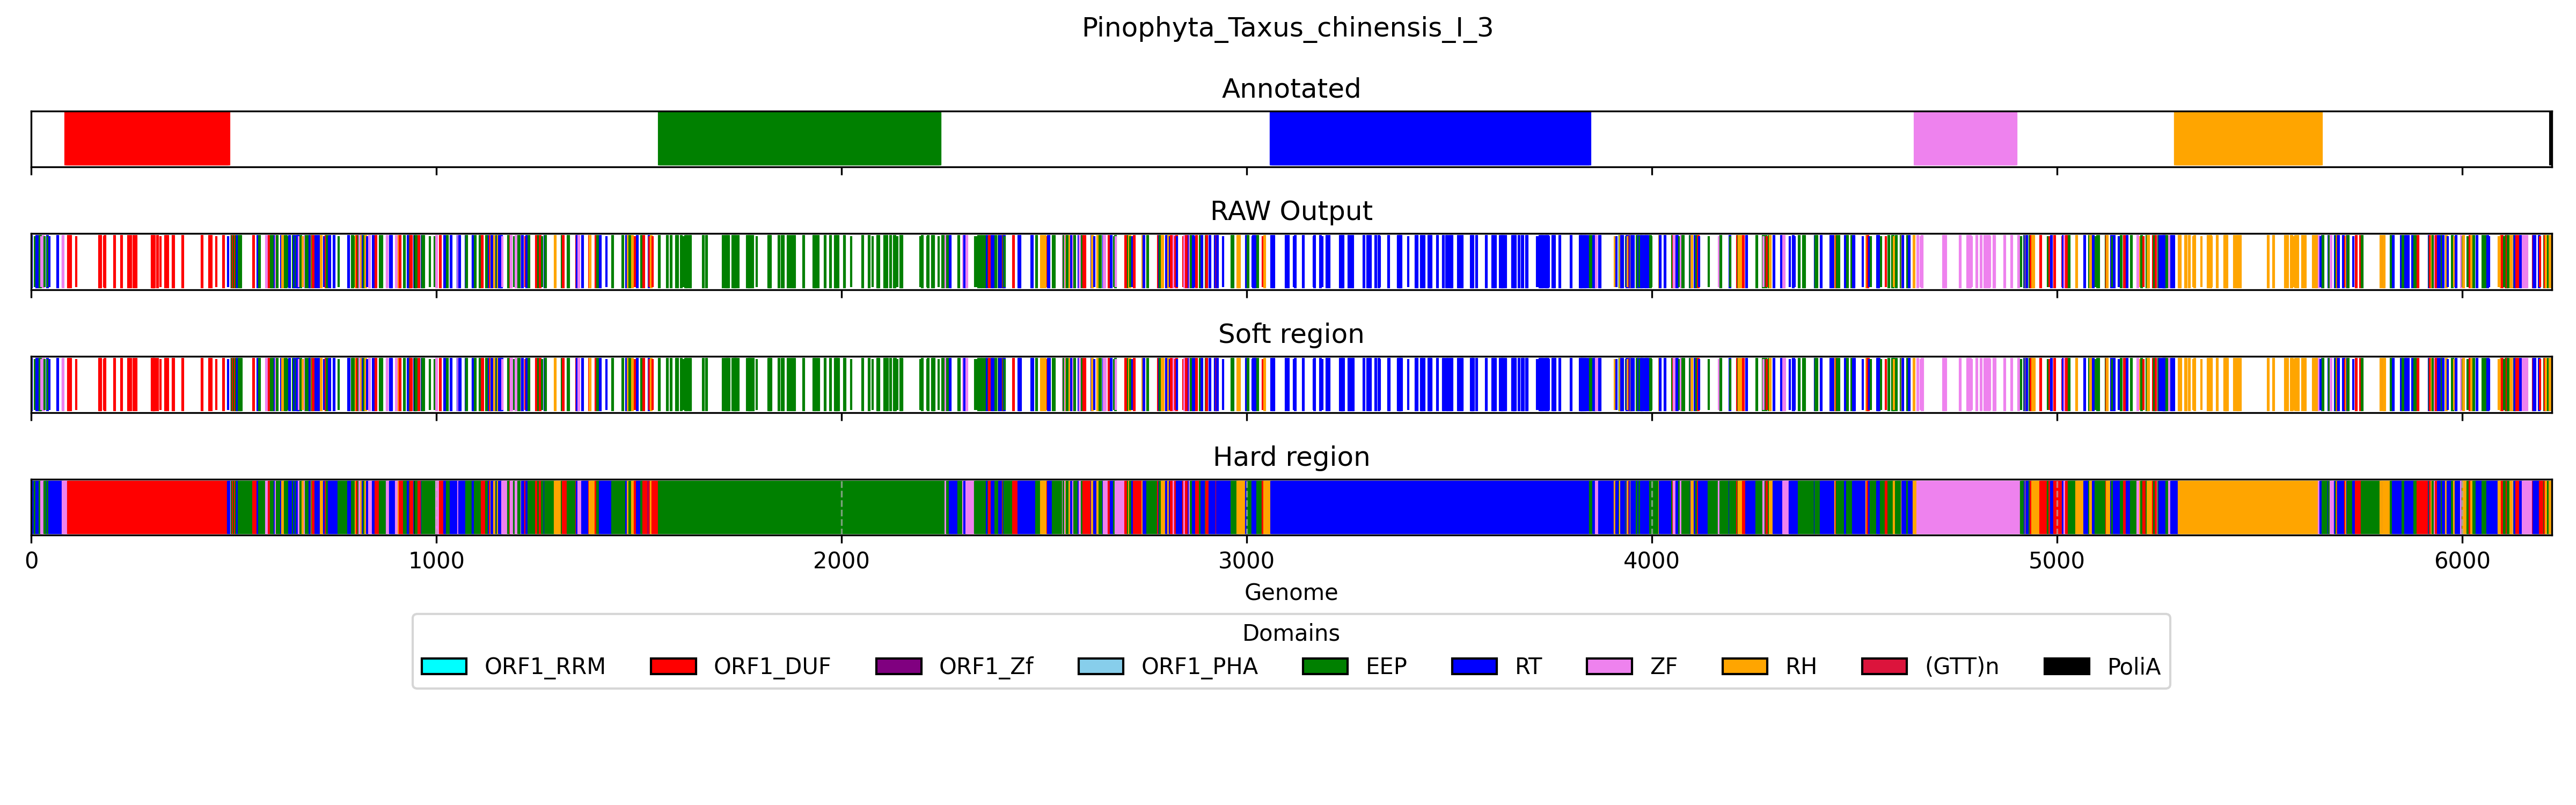 Pinophyta_Taxus_chinensis_I_3
Annotated
RAW Output
Soft region
Hard region
0 1000 2000 3000 4000 5000 6000
Genome
Domains
ORF1_RRM ORF1_DUF ORF1_Zf ORF1_PHA EEP RT ZF RH (GTT)n PoliA